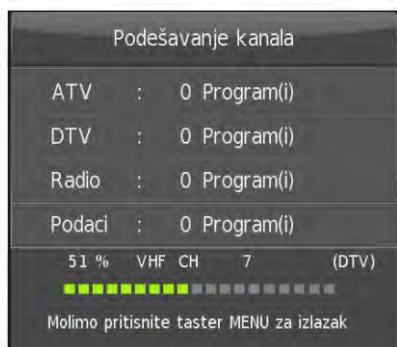 Podešavanje kanala
ATV : 0 Program(i)
DTV : 0 Program(i)
Radio : 0 Program(i)
Podaci : 0 Program(i)
51 % VHF CH 7 (DTV)
Molimo pritisnite taster MENU za izlazak